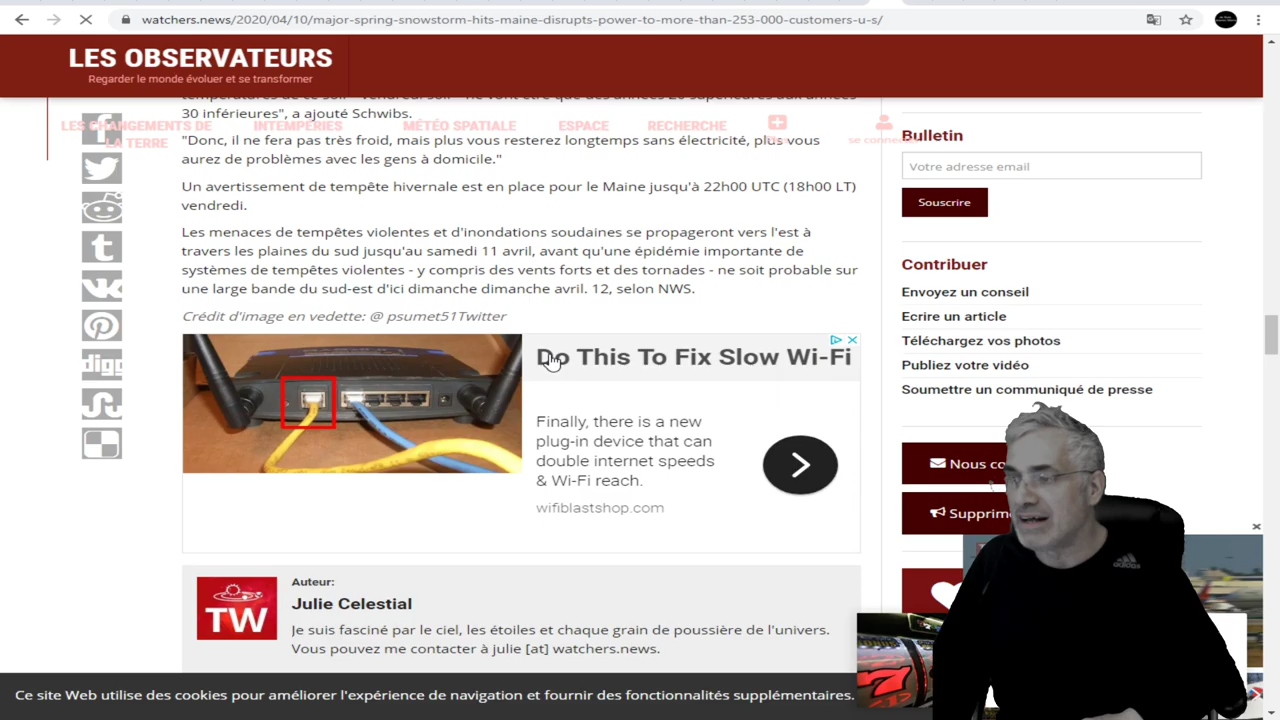 watchers.news/2020/04/10/major-spring-snowstorm-hits-maine-disrupts-power-to-more-than-253-000-customers-u-s/
LES OBSERVATEURS
Regarder le monde évoluer et se transformer
LES CHANGEMENTS DE LA TERRE
INTEMPÉRIES
MÉTÉO SPATIALE
ESPACE
RECHERCHE
se connecter
températures de ce soir - vendredi soir - ne vont être que des années 20 supérieures aux années
30 inférieures", a ajouté Schwibs.
"Donc, il ne fera pas très froid, mais plus vous resterez longtemps sans électricité, plus vous
aurez de problèmes avec les gens à domicile."
Un avertissement de tempête hivernale est en place pour le Maine jusqu'à 22h00 UTC (18h00 LT)
vendredi.
Les menaces de tempêtes violentes et d'inondations soudaines se propageront vers l'est à
travers les plaines du sud jusqu'au samedi 11 avril, avant qu'une épidémie importante de
systèmes de tempêtes violentes - y compris des vents forts et des tornades - ne soit probable sur
une large bande du sud-est d'ici dimanche dimanche avril. 12, selon NWS.
Crédit d'image en vedette: @ psumet51Twitter
Do This To Fix Slow Wi-Fi
Finally, there is a new
plug-in device that can
double internet speeds
& Wi-Fi reach.
wifiblastshop.com
TW
Auteur:
Julie Celestial
Je suis fasciné par le ciel, les étoiles et chaque grain de poussière de l'univers.
Vous pouvez me contacter à julie [at] watchers.news.
Bulletin
Votre adresse email
Souscrire
Contribuer
Envoyez un conseil
Ecrire un article
Téléchargez vos photos
Publiez votre vidéo
Soumettre un communiqué de presse
Nous co
Supprim
adidas
7
Ce site Web utilise des cookies pour améliorer l'expérience de navigation et fournir des fonctionnalités supplémentaires.